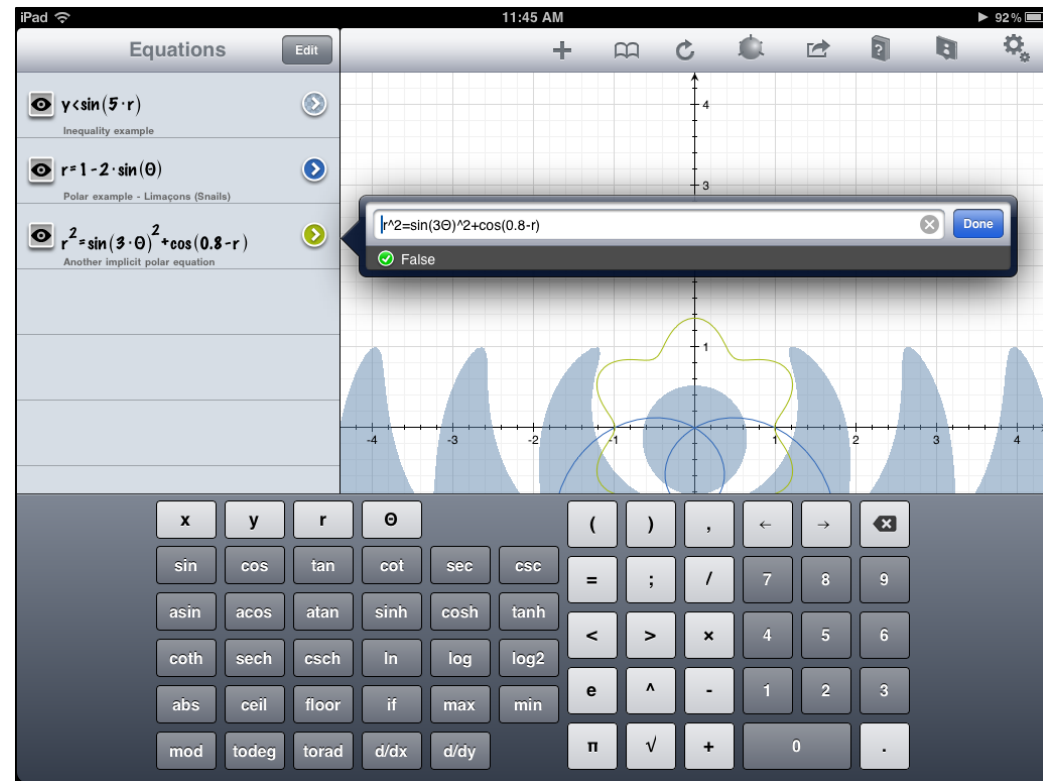 iPad 11:45 AM 92%
Equations Edit
y<sin(5·r)
Inequality example
r=1-2·sin(Θ)
Polar example - Limaçons (Snails)
r²=sin(3·Θ)²+cos(0.8-r)
Another implicit polar equation
4
3
r^2=sin(3Θ)^2+cos(0.8-r) Done
False
1
-4 -3 -2 -1 1 2 3 4
x y r Θ ( ) , ← →
sin cos tan cot sec csc = ; / 7 8 9
asin acos atan sinh cosh tanh < > × 4 5 6
coth sech csch ln log log2 e ^ - 1 2 3
abs ceil floor if max min π √ + 0 .
mod todeg torad d/dx d/dy